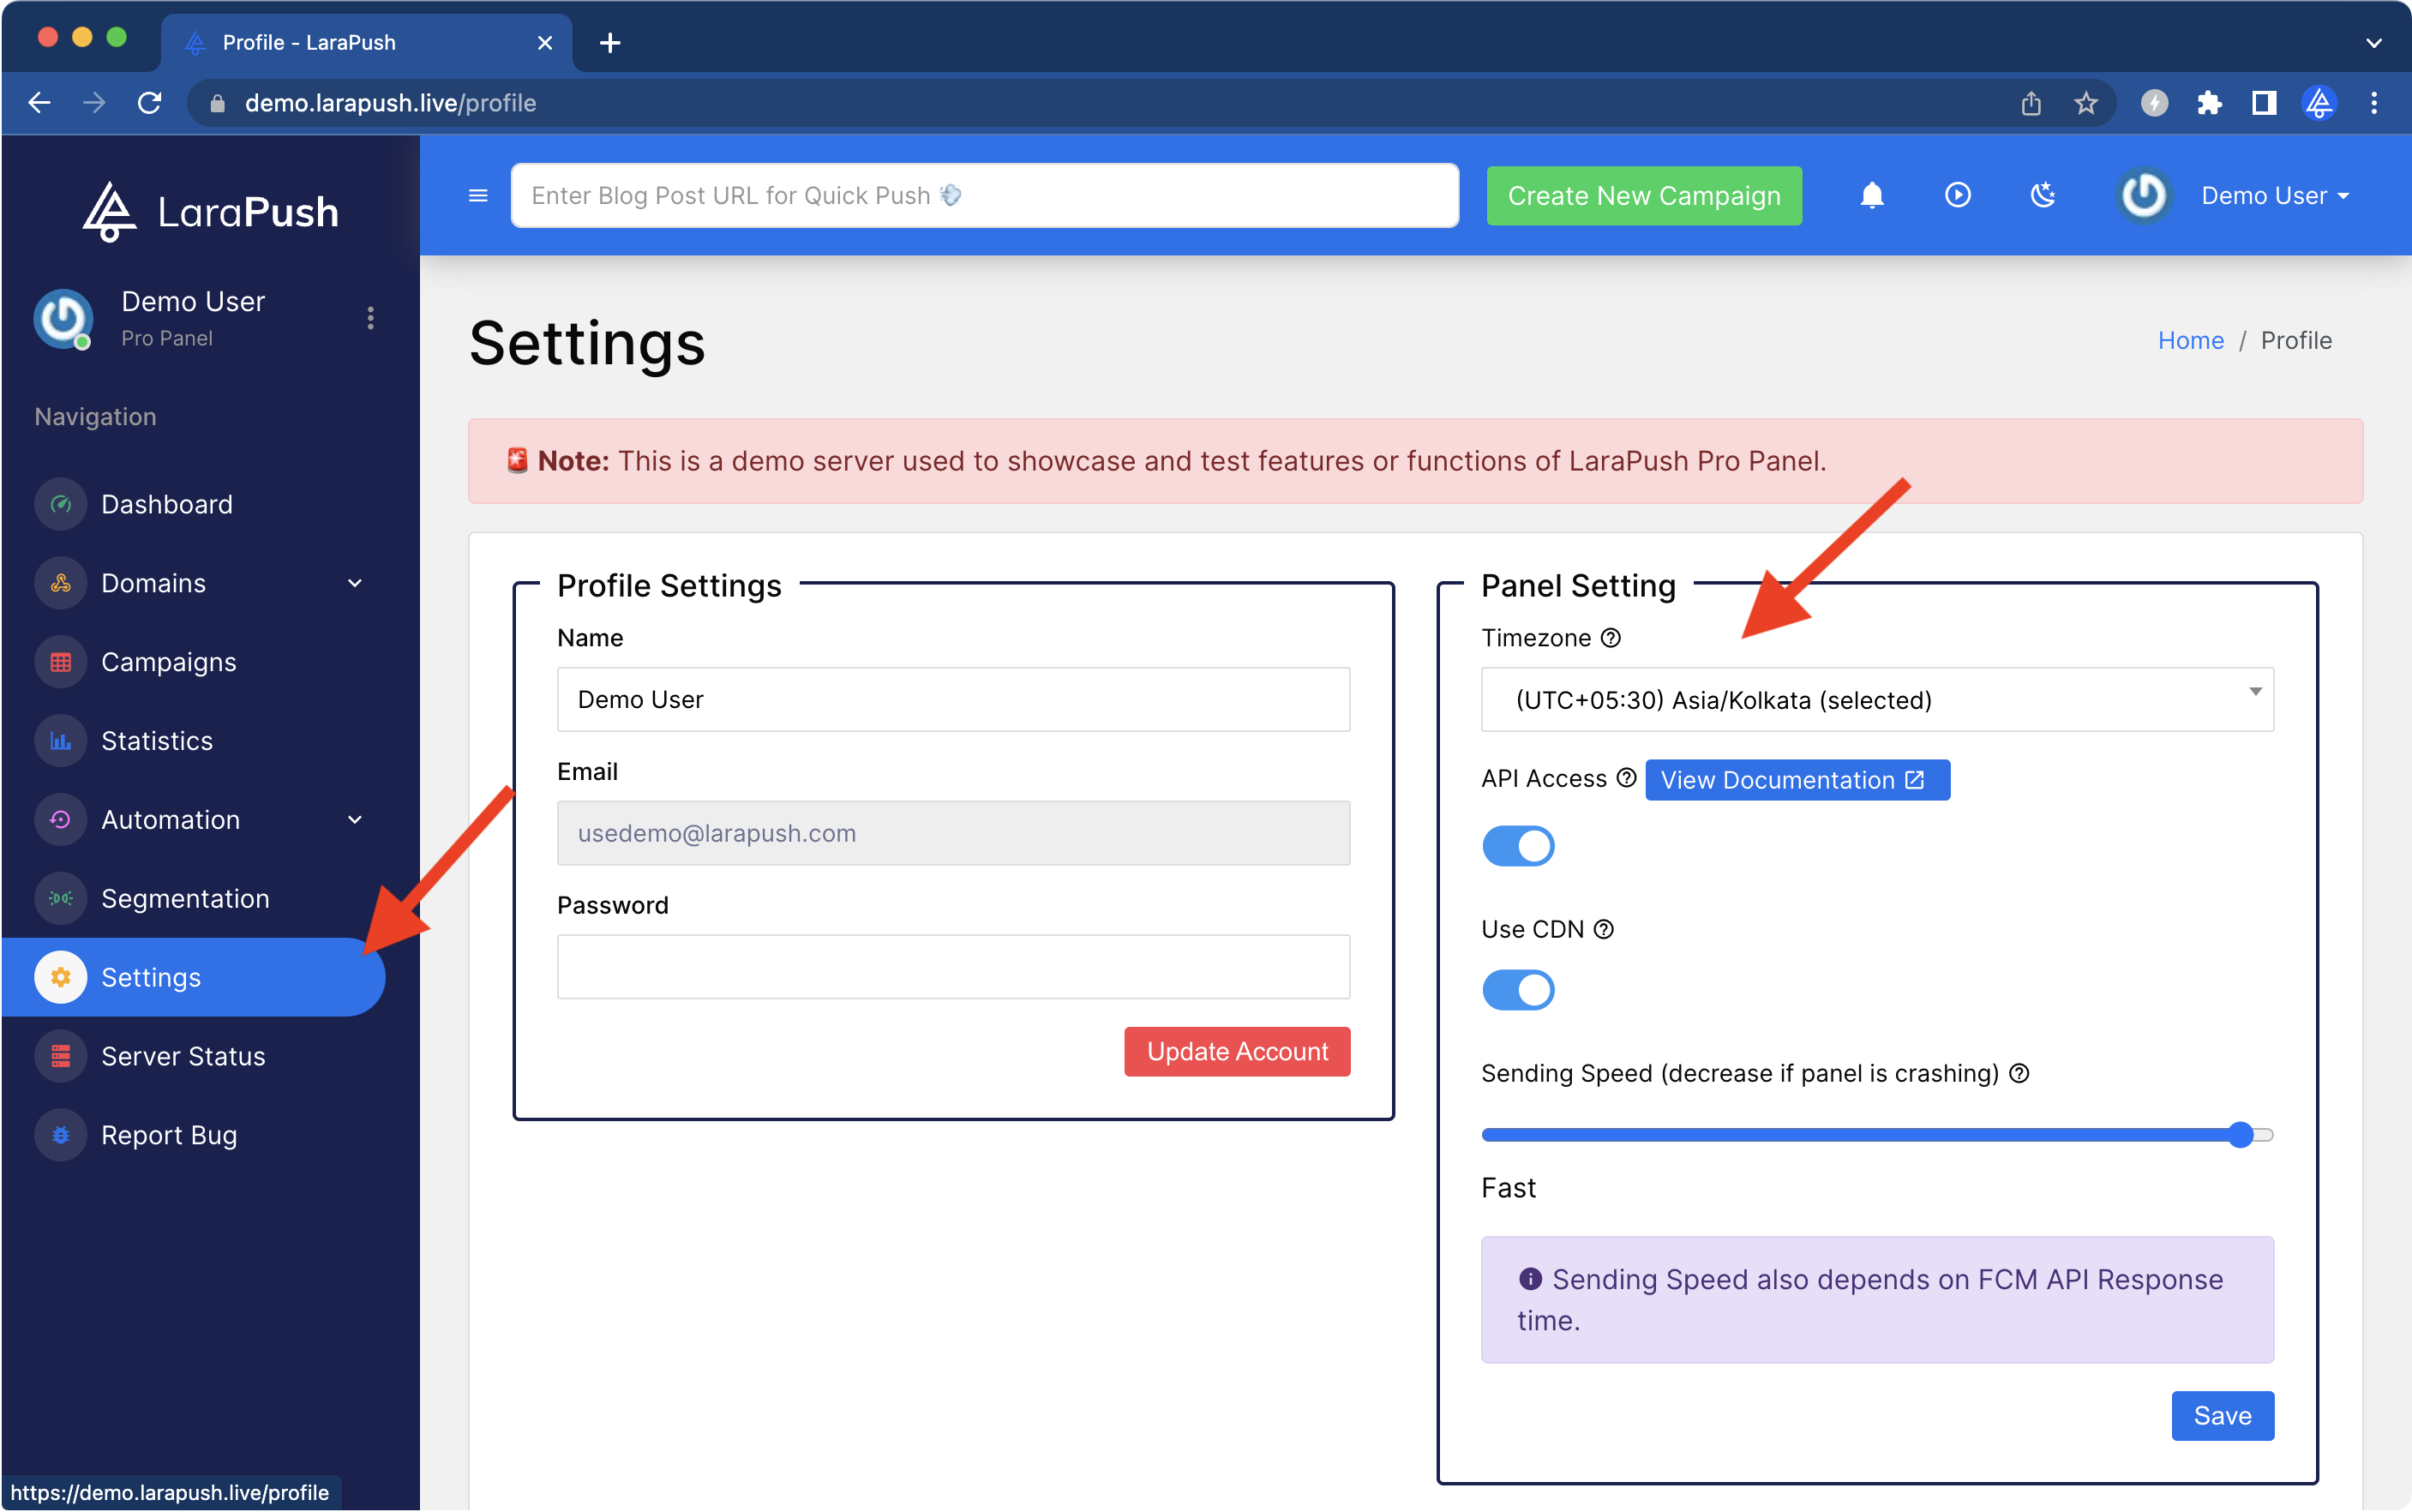 Profile - LaraPush
demo.larapush.live/profile
LaraPush
Enter Blog Post URL for Quick Push 💨
Create New Campaign
Demo User
Demo User
Pro Panel
Navigation
Dashboard
Domains
Campaigns
Statistics
Automation
Segmentation
Settings
Server Status
Report Bug
Settings
Home / Profile
🚨 Note: This is a demo server used to showcase and test features or functions of LaraPush Pro Panel.
Profile Settings
Name
Demo User
Email
usedemo@larapush.com
Password
Update Account
Panel Setting
Timezone
(UTC+05:30) Asia/Kolkata (selected)
API Access
View Documentation
Use CDN
Sending Speed (decrease if panel is crashing)
Fast
Sending Speed also depends on FCM API Response
time.
Save
https://demo.larapush.live/profile